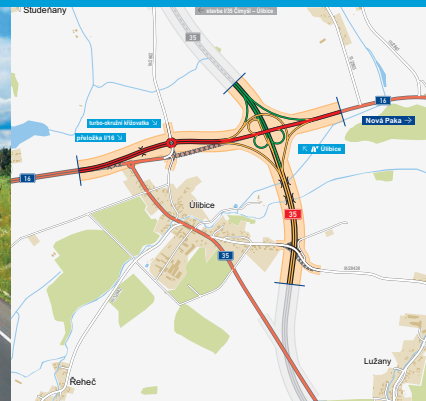 stavba I/35 Čimyšl – Úlibice
Studeňany
35
16
turbo-okružní křižovatka
přeložka I/16
Nová Paka →
Úlibice
16
35
Úlibice
35
Lužany
Řeheč